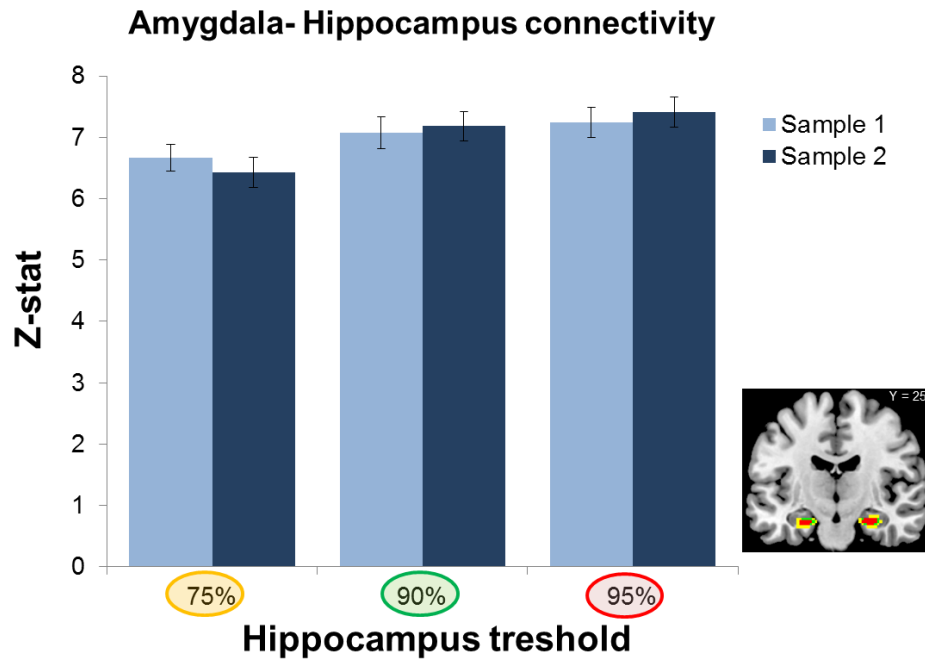 Amygdala- Hippocampus connectivity
8
7
6
5
4
3
2
1
0
Z-stat
Sample 1
Sample 2
Y = 25
75% 90% 95%
Hippocampus treshold